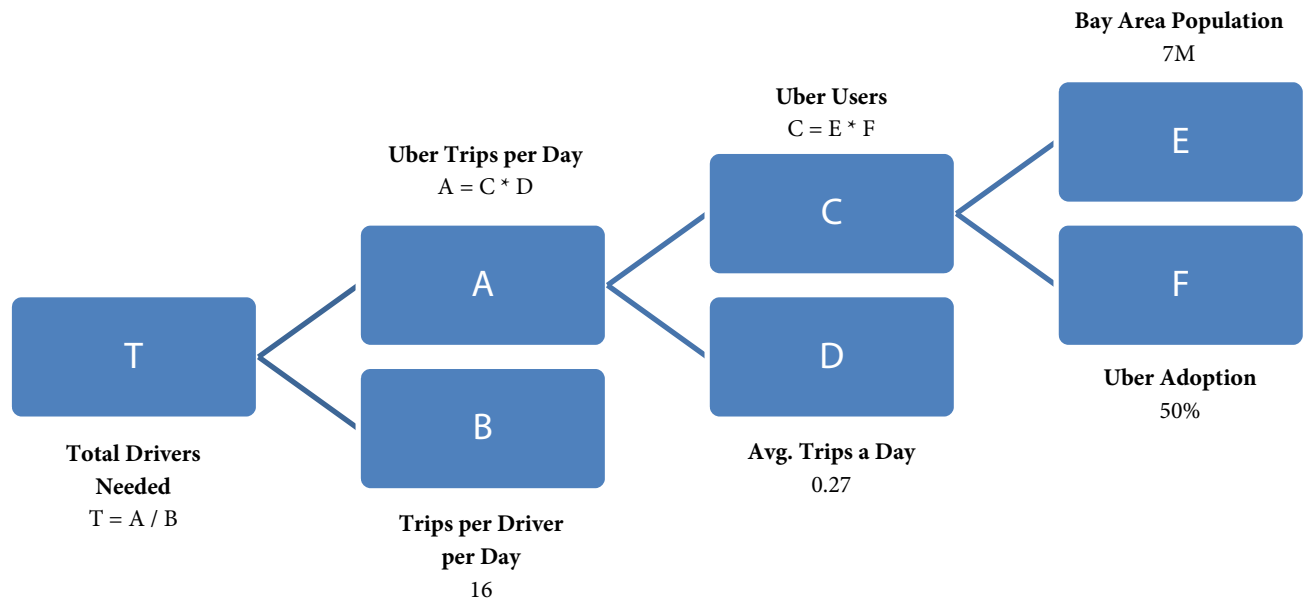 Bay Area Population
7M
E
Uber Users
C = E * F
C
Uber Trips per Day
A = C * D
A
F
Uber Adoption
50%
T
D
Avg. Trips a Day
0.27
B
Total Drivers
Needed
T = A / B
Trips per Driver
per Day
16